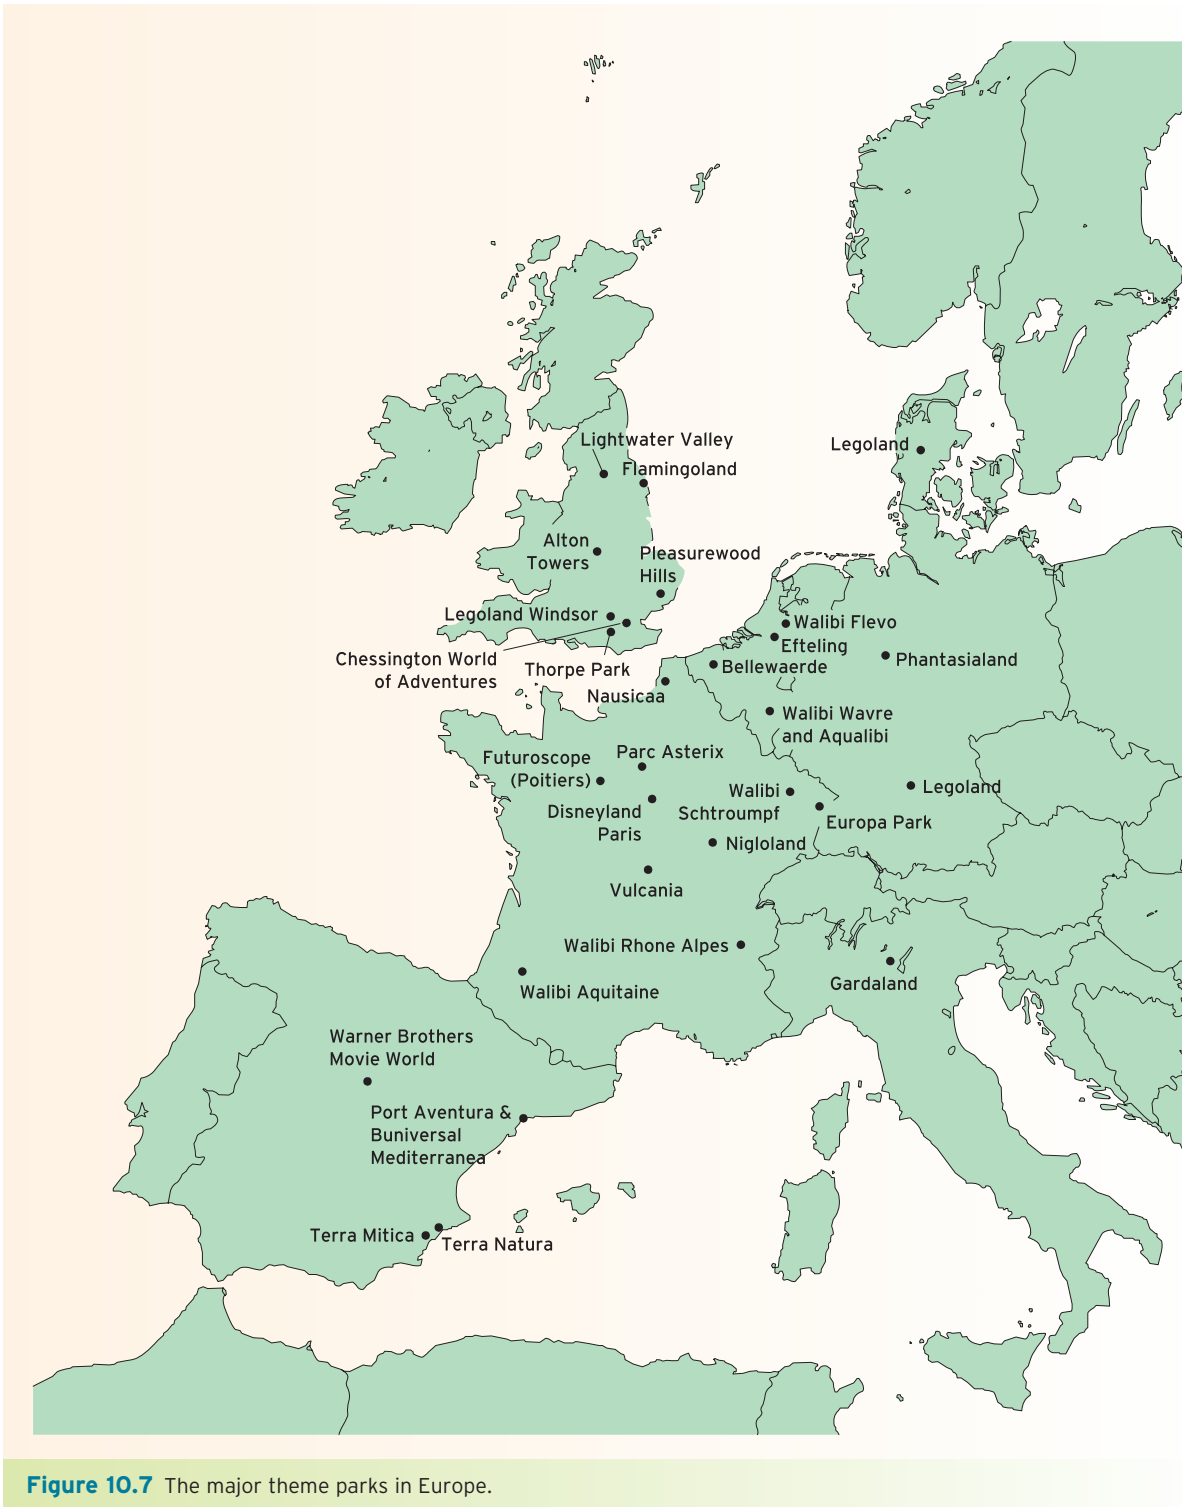 Lightwater Valley
Flamingoland
Legoland
Alton
Towers
Pleasurewood
Hills
Legoland Windsor
Walibi Flevo
Efteling
Chessington World
of Adventures
Thorpe Park
Bellewaerde
Phantasialand
Nausicaa
Walibi Wavre
and Aqualibi
Futuroscope
(Poitiers)
Parc Asterix
Disneyland
Paris
Walibi
Schtroumpf
Legoland
Europa Park
Nigloland
Vulcania
Walibi Rhone Alpes
Gardaland
Walibi Aquitaine
Warner Brothers
Movie World
Port Aventura &
Buniversal
Mediterranea
Terra Mitica
Terra Natura
Figure 10.7 The major theme parks in Europe.